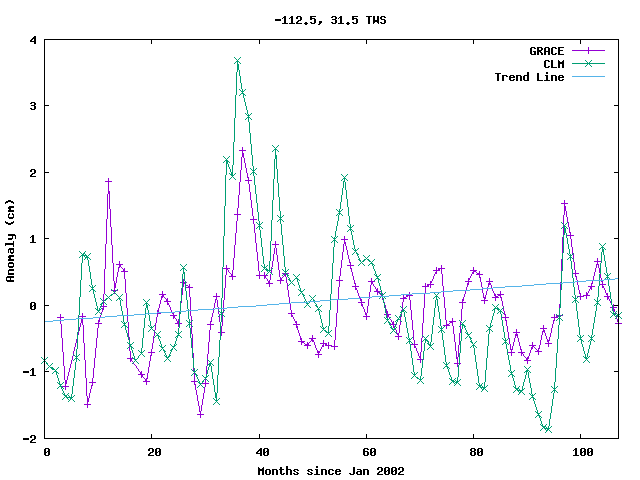 -112.5, 31.5 TWS
GRACE
CLM
Trend Line
4
3
2
1
0
-1
-2
Anomaly (cm)
0 20 40 60 80 100
Months since Jan 2002